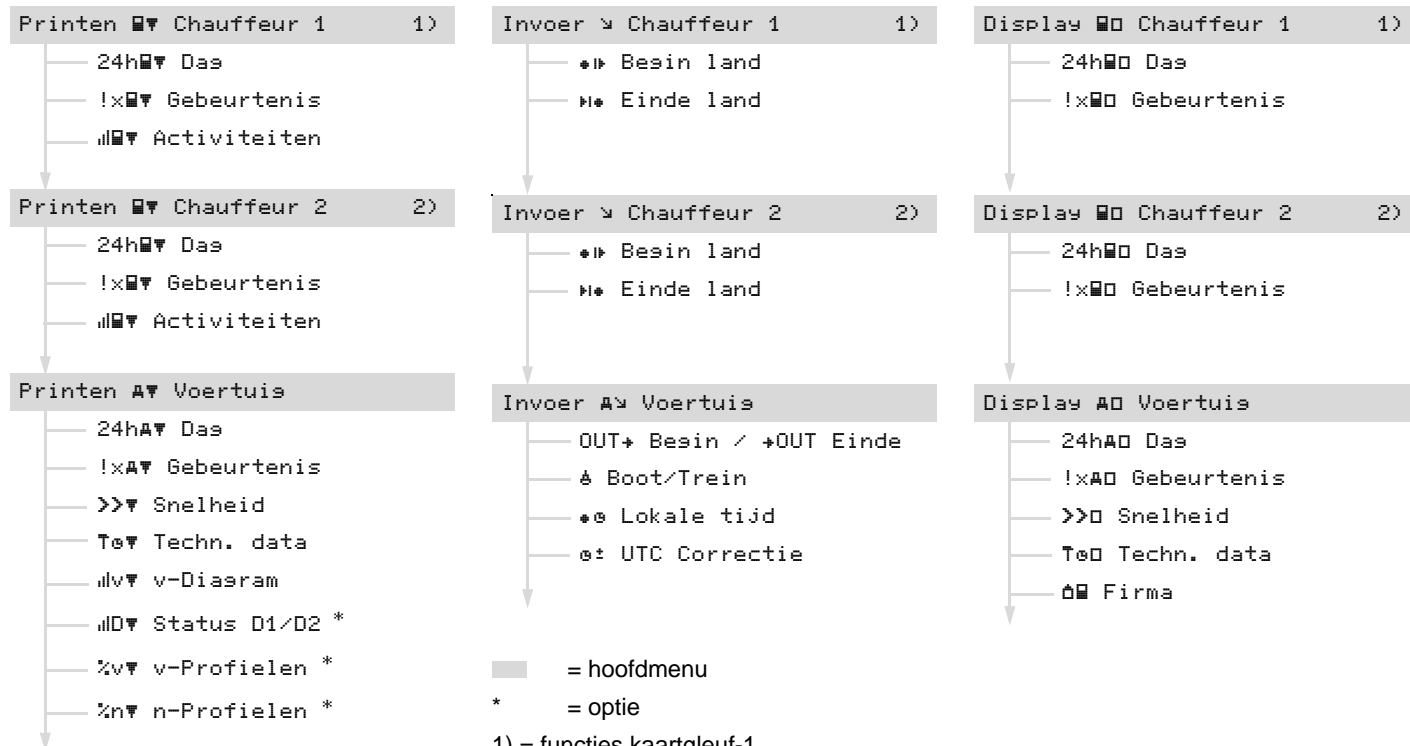 Printen Chauffeur 1 1)
24h Dag
!x Gebeurtenis
Activiteiten
Printen Chauffeur 2 2)
24h Dag
!x Gebeurtenis
Activiteiten
Printen Voertuig
24h Dag
!x Gebeurtenis
>> Snelheid
Techn. data
v v-Diagram
D Status D1/D2 *
%v v-Profielen *
%n n-Profielen *
Invoer Chauffeur 1 1)
Begin land
Einde land
Invoer Chauffeur 2 2)
Begin land
Einde land
Invoer Voertuig
OUT Begin / OUT Einde
Boot/Trein
Lokale tijd
UTC Correctie
= hoofdmenu
* = optie
1) = functies kaartgleuf-1
Display Chauffeur 1 1)
24h Dag
!x Gebeurtenis
Display Chauffeur 2 2)
24h Dag
!x Gebeurtenis
Display Voertuig
24h Dag
!x Gebeurtenis
>> Snelheid
Techn. data
Firma